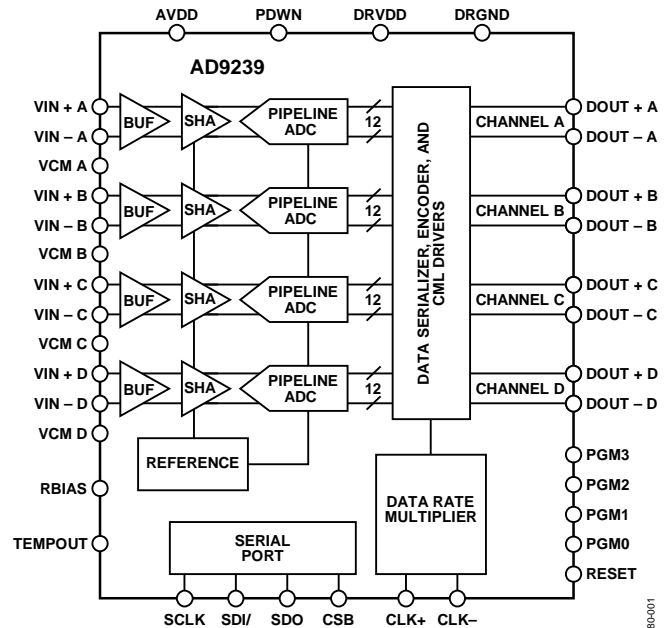 AVDD PDWN DRVDD DRGND
AD9239
VIN + A BUF SHA PIPELINE ADC 12 CHANNEL A DOUT + A
VIN – A DOUT – A
VCM A
VIN + B BUF SHA PIPELINE ADC 12 CHANNEL B DOUT + B
VIN – B DOUT – B
VCM B
VIN + C BUF SHA PIPELINE ADC 12 CHANNEL C DOUT + C
VIN – C DOUT – C
VCM C
VIN + D BUF SHA PIPELINE ADC 12 CHANNEL D DOUT + D
VIN – D DOUT – D
VCM D
DATA SERIALIZER, ENCODER, AND
CML DRIVERS
REFERENCE
RBIAS
TEMPOUT
SERIAL
PORT
DATA RATE
MULTIPLIER
PGM3
PGM2
PGM1
PGM0
RESET
SCLK SDI/ SDO CSB CLK+ CLK–
80-001